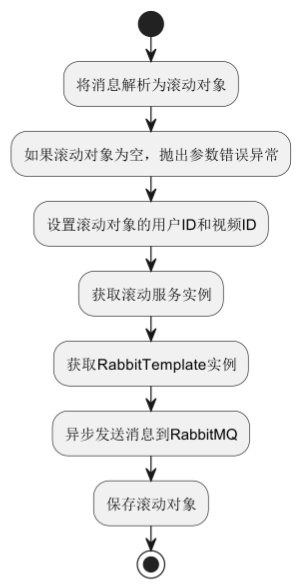 将消息解析为滚动对象
如果滚动对象为空，抛出参数错误异常
设置滚动对象的用户ID和视频ID
获取滚动服务实例
获取RabbitTemplate实例
异步发送消息到RabbitMQ
保存滚动对象